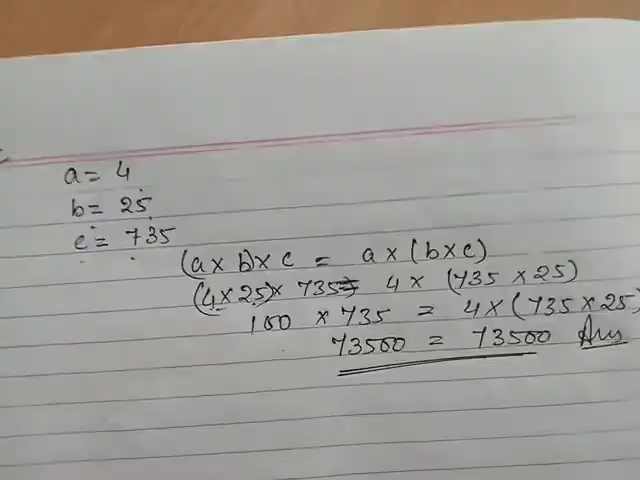 a = 4
b = 25
c = 735
(a × b) × c = a × (b × c)
(4 × 25) × 735 = 4 × (735 × 25)
100 × 735 = 4 × (735 × 25)
73500 = 73500 Ans